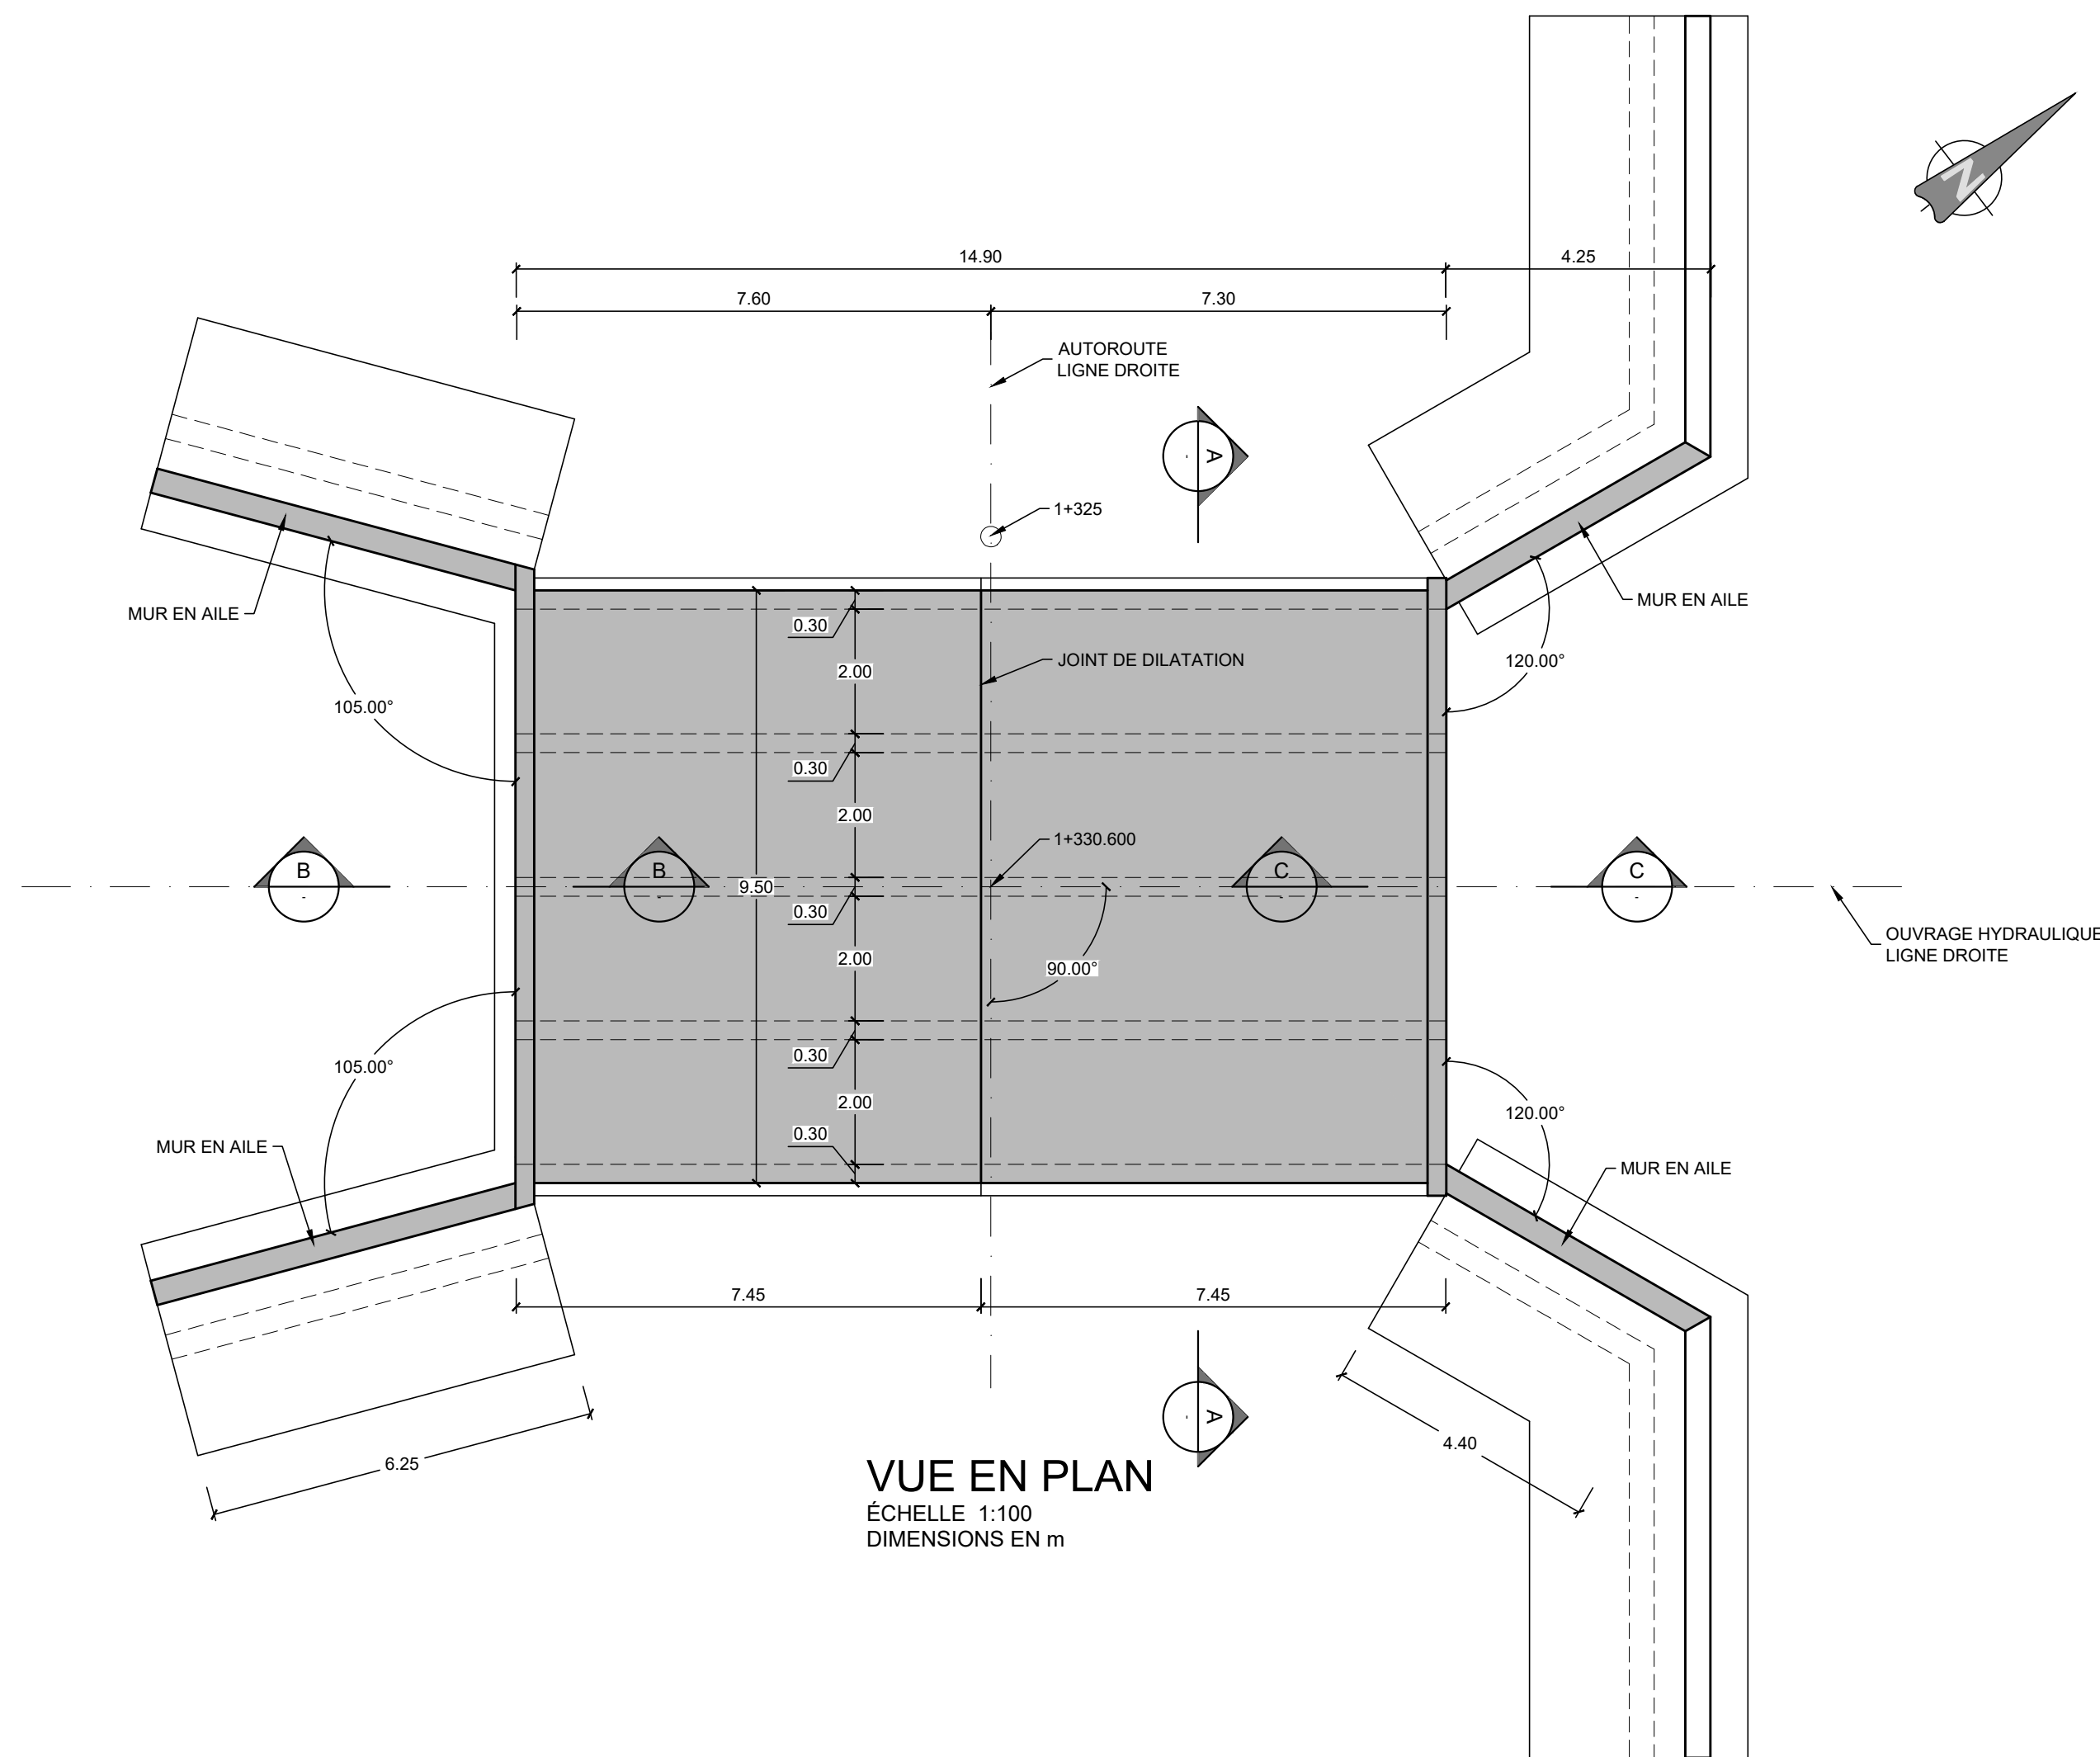 N
14.90
4.25
7.60
7.30
AUTOROUTE
LIGNE DROITE
A
1+325
MUR EN AILE
MUR EN AILE
0.30
JOINT DE DILATATION
120.00°
2.00
105.00°
0.30
2.00
1+330.600
B
B
C
C
9.50
0.30
OUVRAGE HYDRAULIQUE
LIGNE DROITE
2.00
90.00°
0.30
105.00°
2.00
120.00°
0.30
MUR EN AILE
MUR EN AILE
7.45
7.45
A
4.40
6.25
VUE EN PLAN
ÉCHELLE 1:100
DIMENSIONS EN m